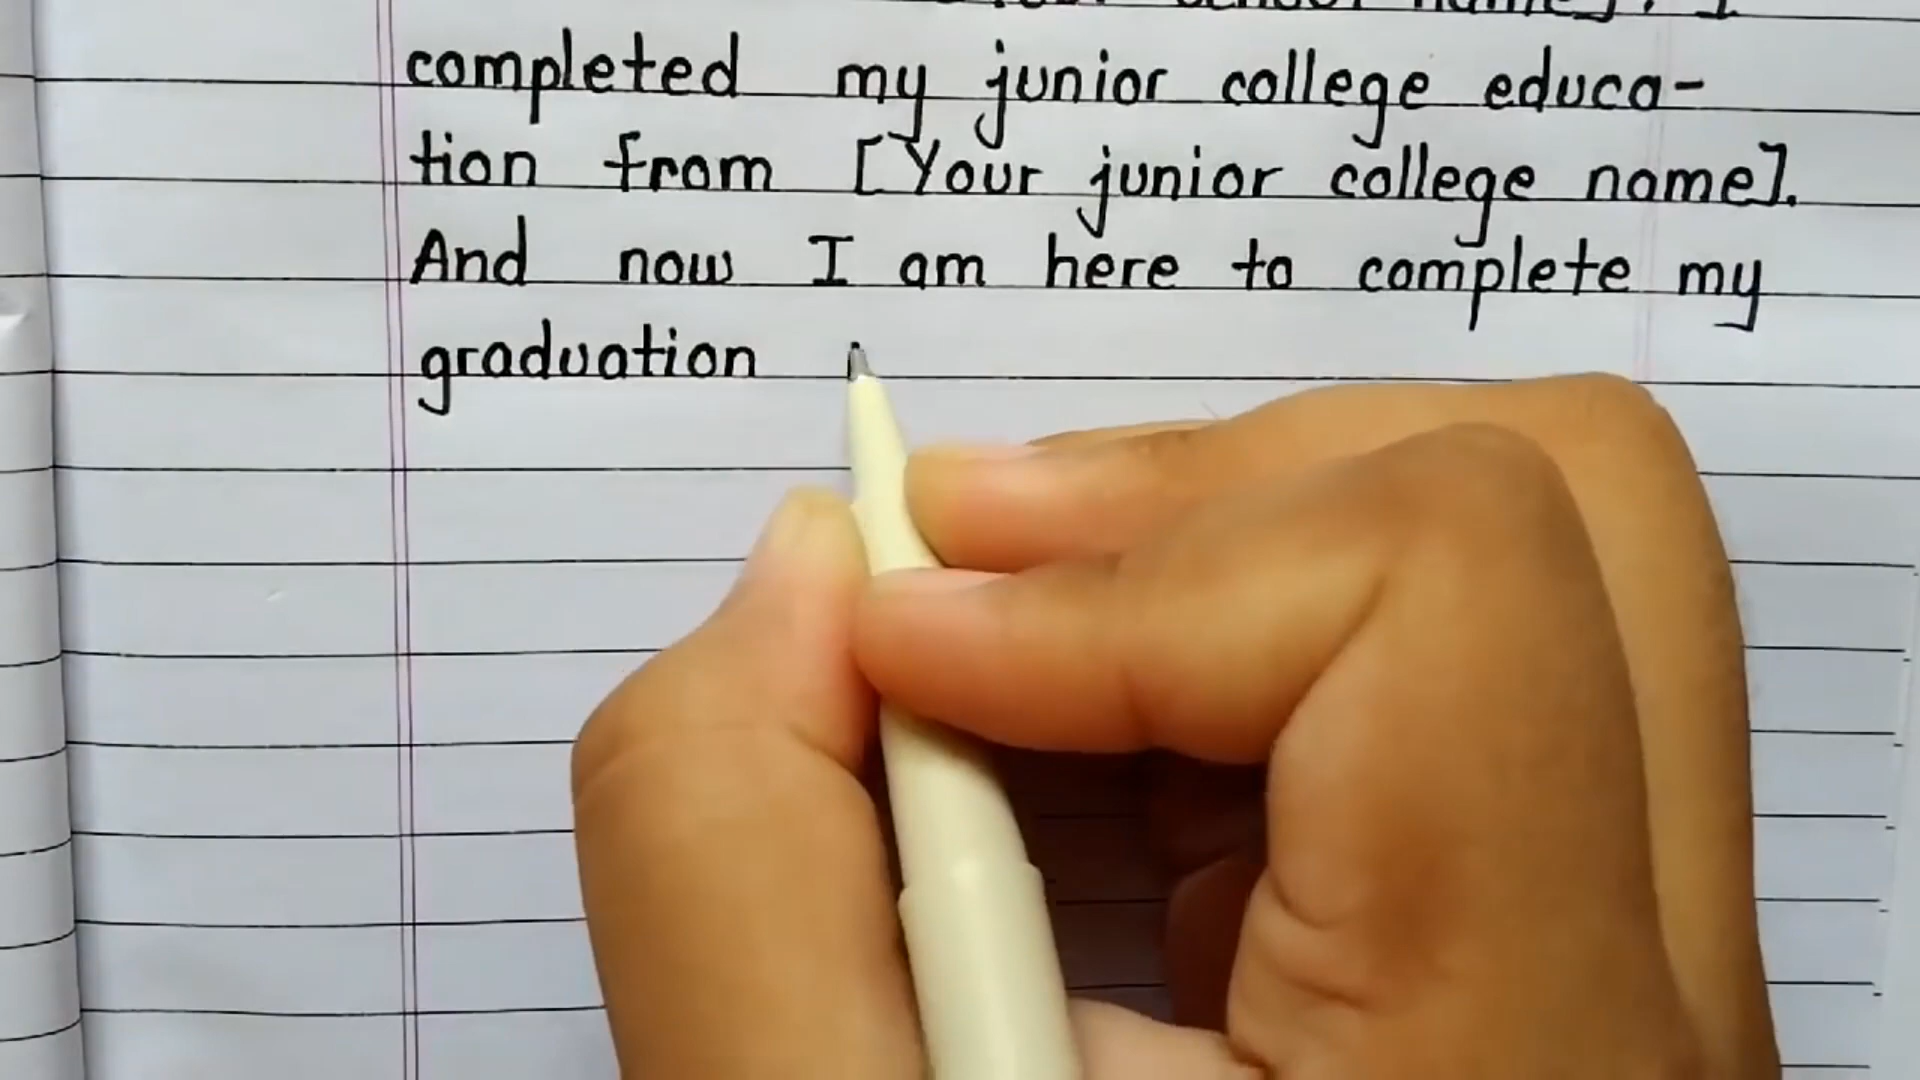 name]. I
completed my junior college educa-
tion from [Your junior college name].
And now I am here to complete my
graduation